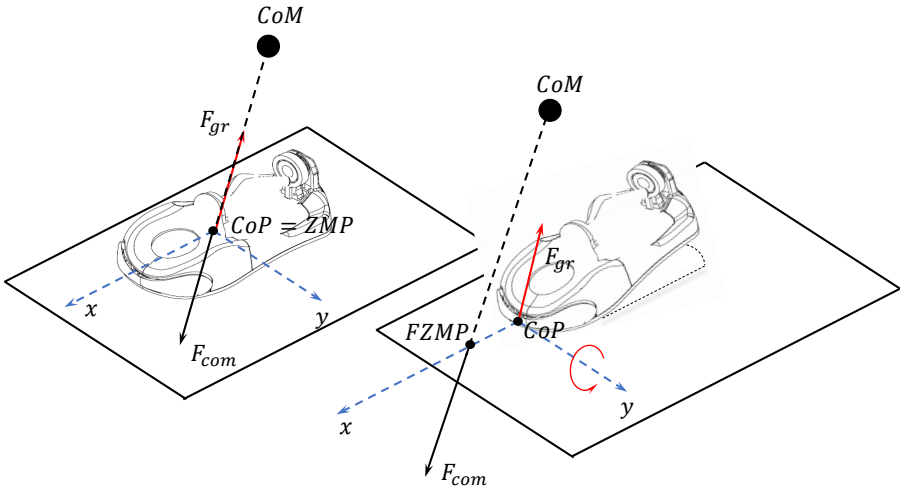 CoM
F_gr
CoP = ZMP
x
y
F_com
CoM
F_gr
FZMP
CoP
x
y
F_com